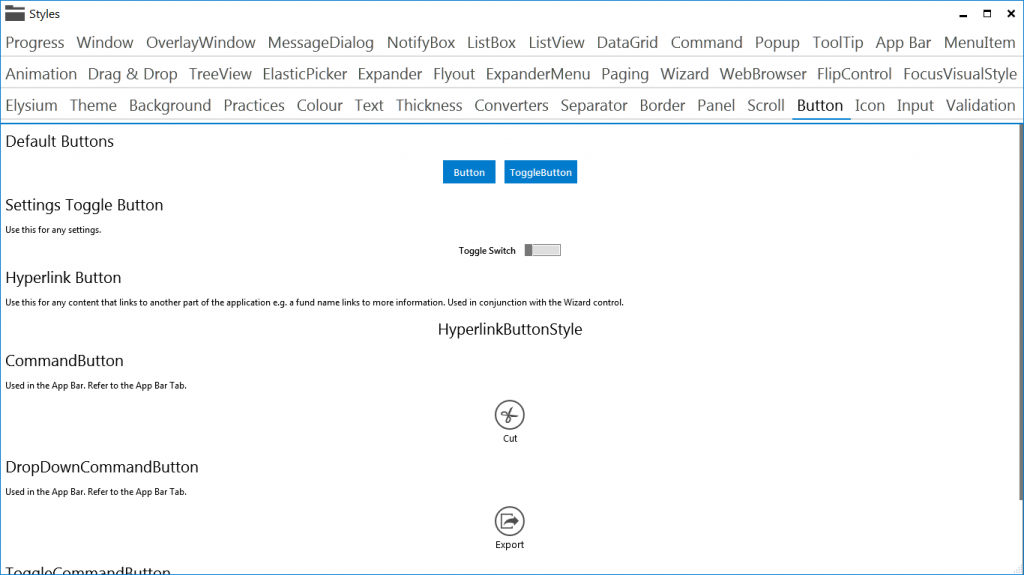 Styles
Progress Window OverlayWindow MessageDialog NotifyBox ListBox ListView DataGrid Command Popup ToolTip App Bar MenuItem
Animation Drag & Drop TreeView ElasticPicker Expander Flyout ExpanderMenu Paging Wizard WebBrowser FlipControl FocusVisualStyle
Elysium Theme Background Practices Colour Text Thickness Converters Separator Border Panel Scroll Button Icon Input Validation
Default Buttons
Button ToggleButton
Settings Toggle Button
Use this for any settings.
Toggle Switch
Hyperlink Button
Use this for any content that links to another part of the application e.g. a fund name links to more information. Used in conjunction with the Wizard control.
HyperlinkButtonStyle
CommandButton
Used in the App Bar. Refer to the App Bar Tab.
Cut
DropDownCommandButton
Used in the App Bar. Refer to the App Bar Tab.
Export
ToggleCommandButton